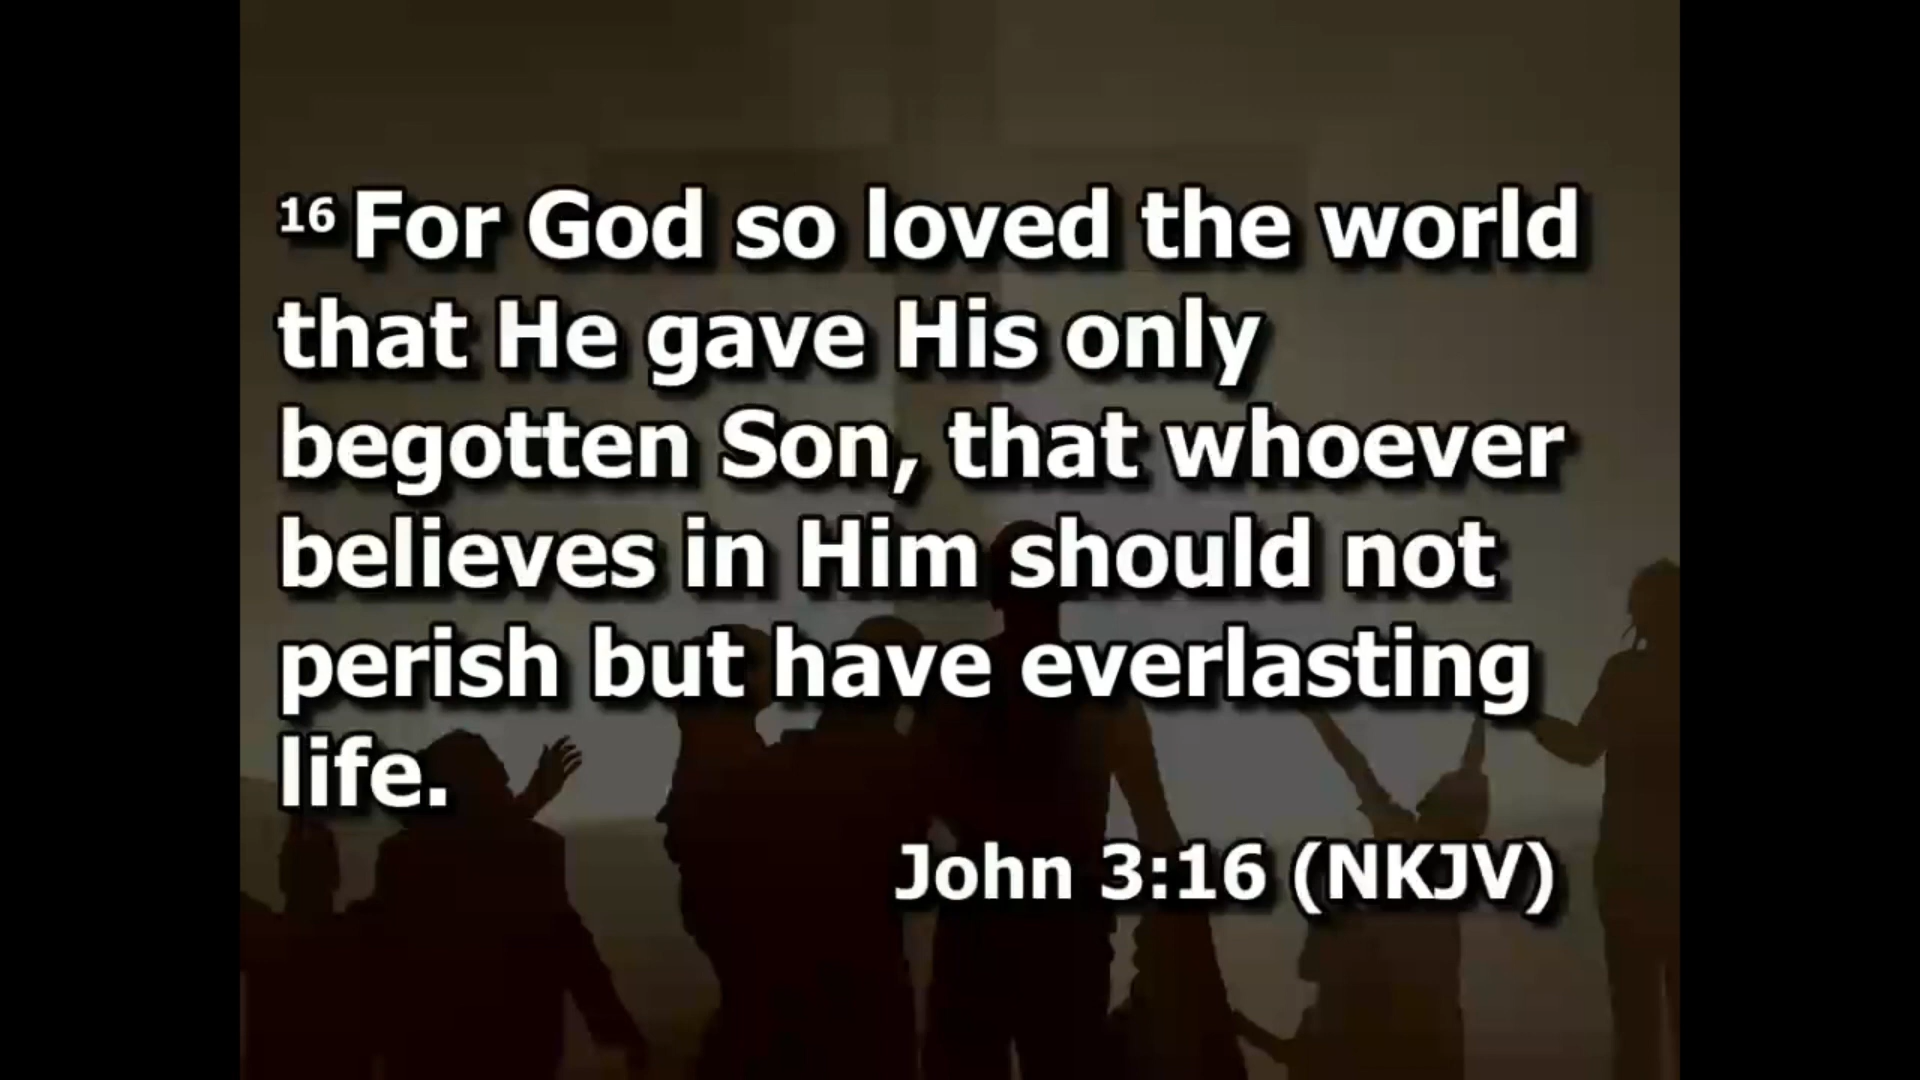 16 For God so loved the world
that He gave His only
begotten Son, that whoever
believes in Him should not
perish but have everlasting
life.
John 3:16 (NKJV)